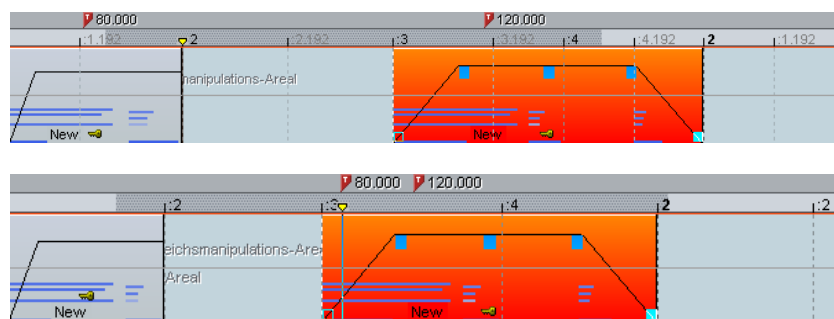 80.000 120.000
:1.192 2 :2.192 :3 :3.192 :4 :4.192 2 :1.192
manipulations-Areal
New New
80.000 120.000
:2 :3 :4 2 :2
eichsmanipulations-Are
Areal
New New